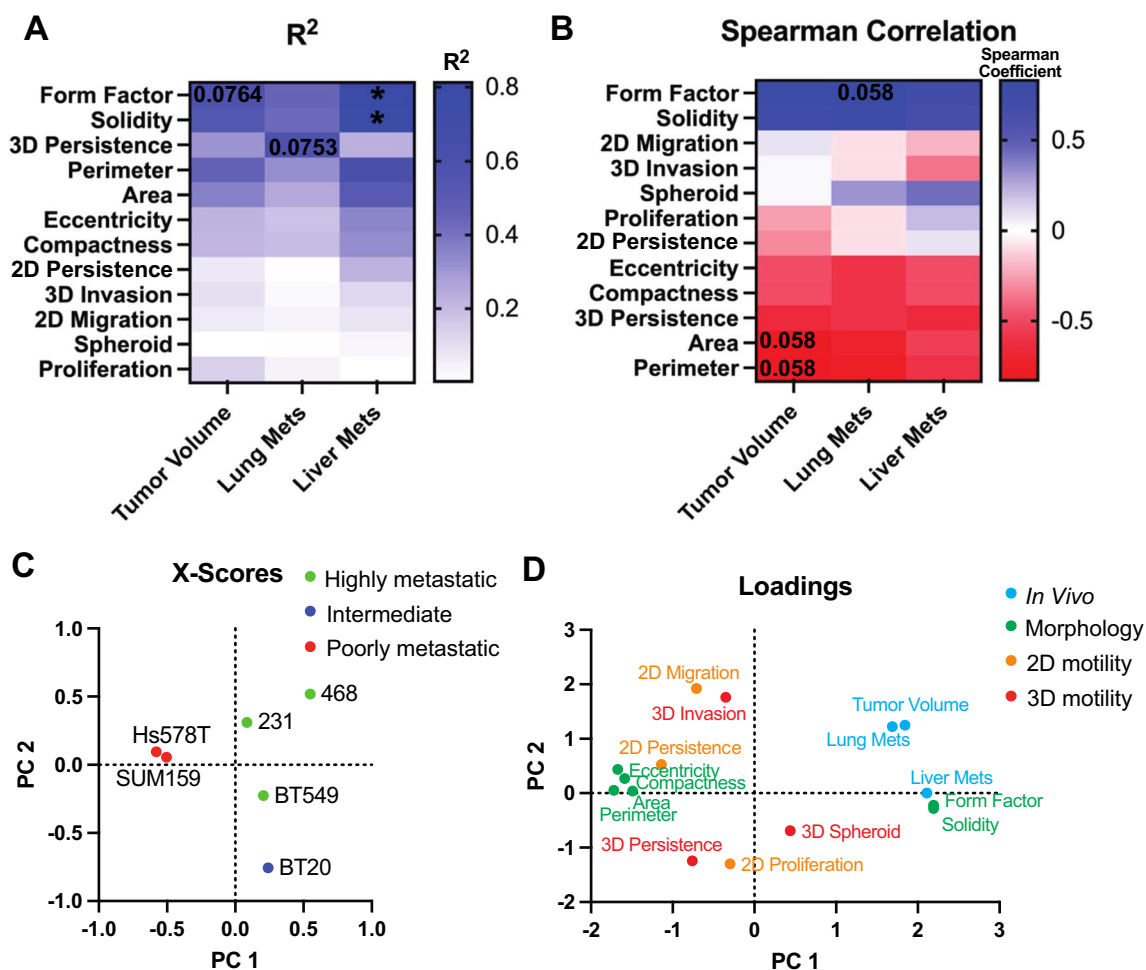 A
R²
R²
Form Factor
Solidity
3D Persistence
Perimeter
Area
Eccentricity
Compactness
2D Persistence
3D Invasion
2D Migration
Spheroid
Proliferation
0.0764
*
*
0.0753
0.8
0.6
0.4
0.2
Tumor Volume
Lung Mets
Liver Mets
B
Spearman Correlation
Spearman
Coefficient
Form Factor
Solidity
2D Migration
3D Invasion
Spheroid
Proliferation
2D Persistence
Eccentricity
Compactness
3D Persistence
Area
Perimeter
0.058
0.058
0.058
0.5
0
-0.5
Tumor Volume
Lung Mets
Liver Mets
C
X-Scores
Highly metastatic
Intermediate
Poorly metastatic
PC 2
1.0
0.5
0.0
-0.5
-1.0
468
231
Hs578T
SUM159
BT549
BT20
-1.0
-0.5
0.0
0.5
1.0
PC 1
D
Loadings
In Vivo
Morphology
2D motility
3D motility
PC 2
3
2
1
0
-1
-2
2D Migration
3D Invasion
Tumor Volume
Lung Mets
2D Persistence
Eccentricity
Compactness
Area
Perimeter
Liver Mets
Form Factor
Solidity
3D Spheroid
3D Persistence
2D Proliferation
-2
-1
0
1
2
3
PC 1